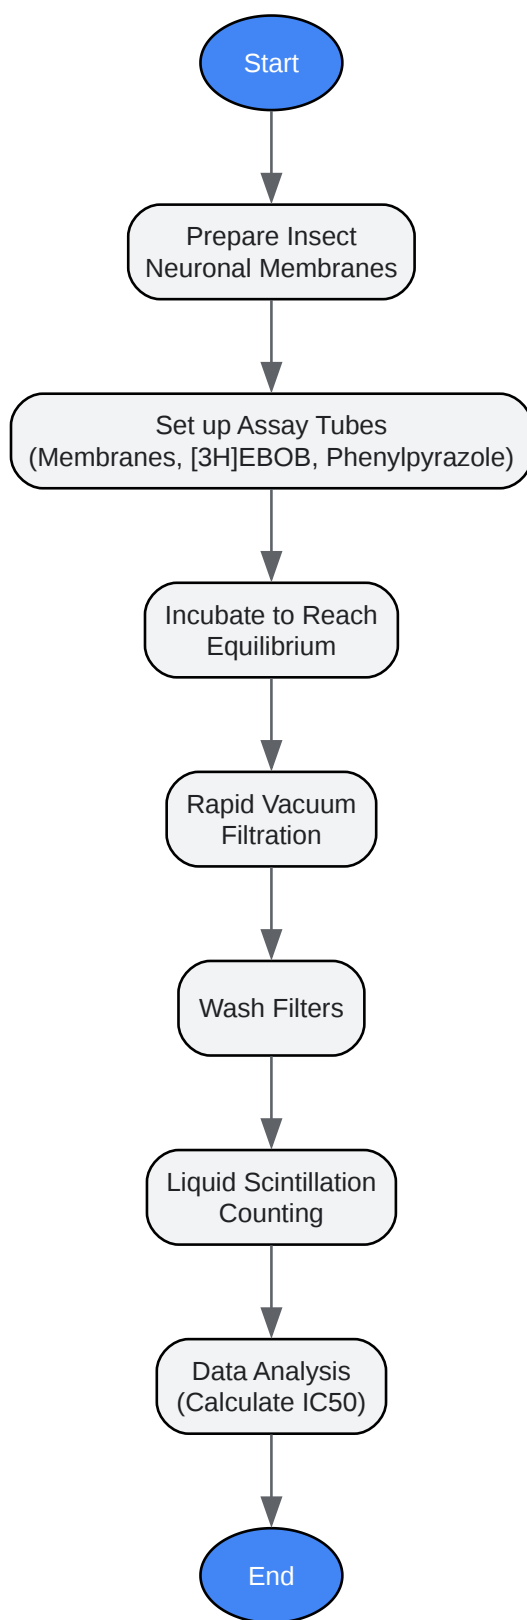 Start
Prepare Insect
Neuronal Membranes
Set up Assay Tubes
(Membranes, [3H]EBOB, Phenylpyrazole)
Incubate to Reach
Equilibrium
Rapid Vacuum
Filtration
Wash Filters
Liquid Scintillation
Counting
Data Analysis
(Calculate IC50)
End